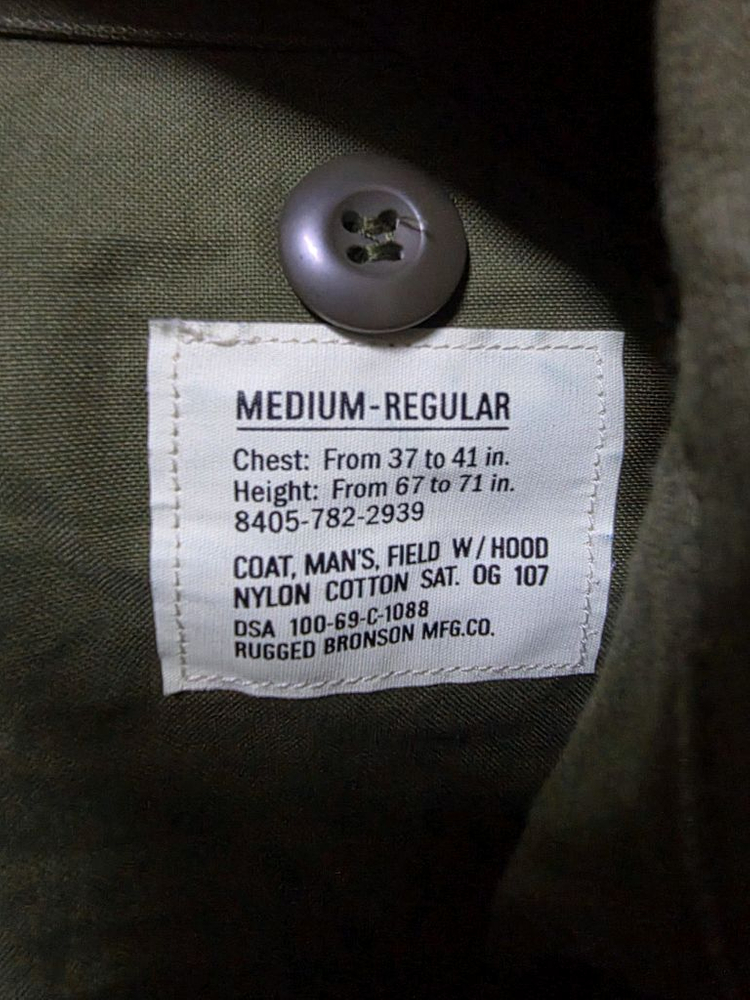 MEDIUM-REGULAR
Chest: From 37 to 41 in.
Height: From 67 to 71 in.
8405-782-2939
COAT, MAN'S, FIELD W/HOOD
NYLON COTTON SAT. OG 107
DSA 100-69-C-1088
RUGGED BRONSON MFG.CO.